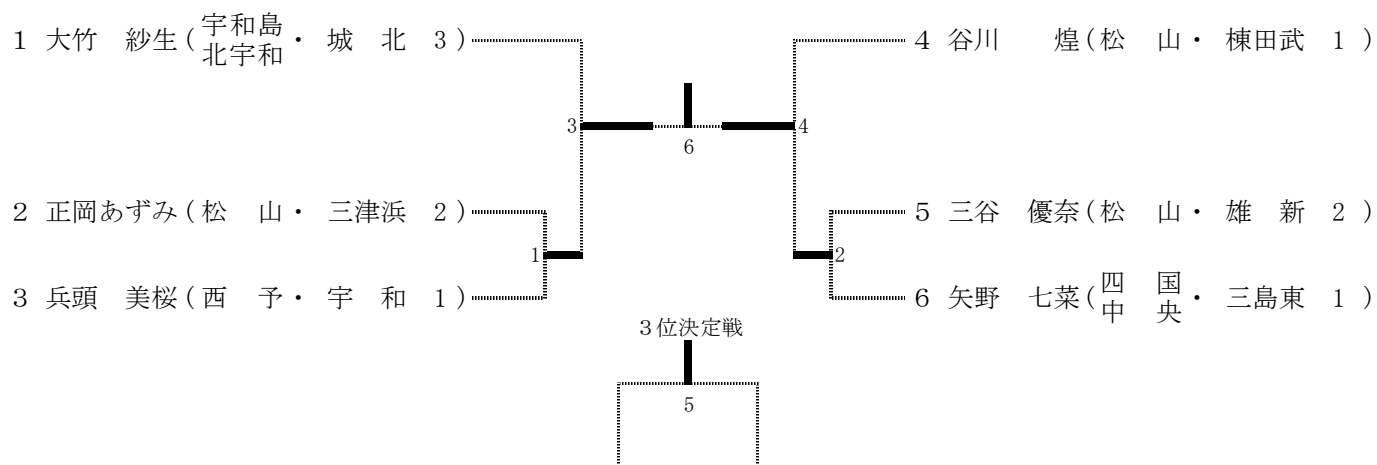 1 大竹 紗生(宇和島北宇和・ 城 北 3)
4 谷川 煌(松 山・ 棟田武 1)
3
4
6
2 正岡あずみ(松 山・ 三津浜 2)
5 三谷 優奈(松 山・ 雄 新 2)
1
2
3 兵頭 美桜(西 予・ 宇 和 1)
6 矢野 七菜(四国中央・ 三島東 1)
3位決定戦
5